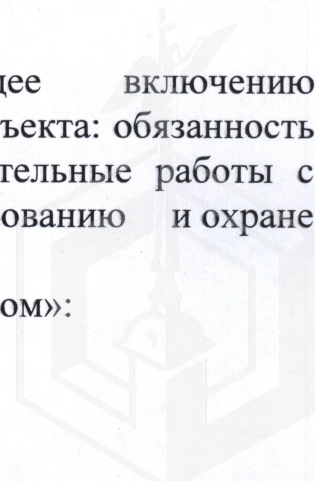 щее включению
ъекта: обязанность
тельные работы с
ованию и охране
ом»: